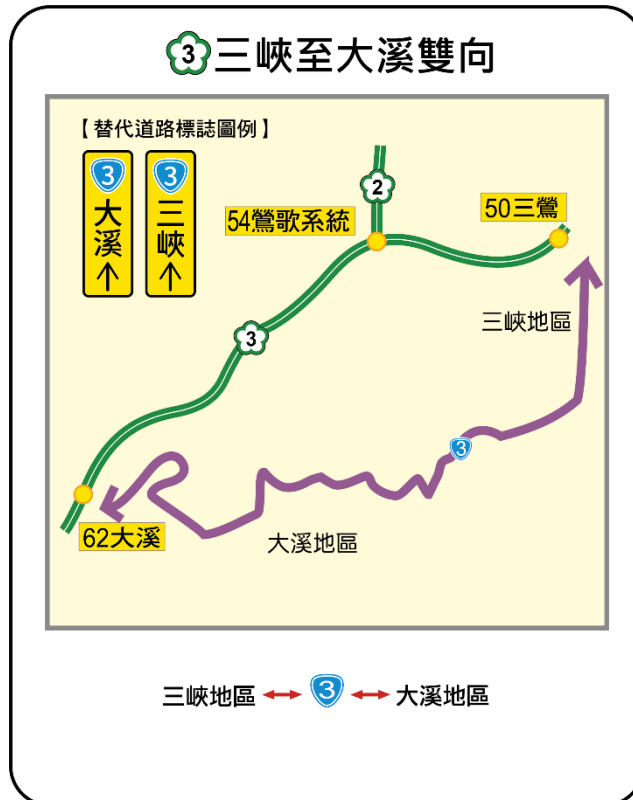 3三峽至大溪雙向
【替代道路標誌圖例】
3
大溪↑
3
三峽↑
2
54鶯歌系統
50三鶯
三峽地區
3
3
大溪地區
62大溪
三峽地區 ↔ 3 ↔ 大溪地區